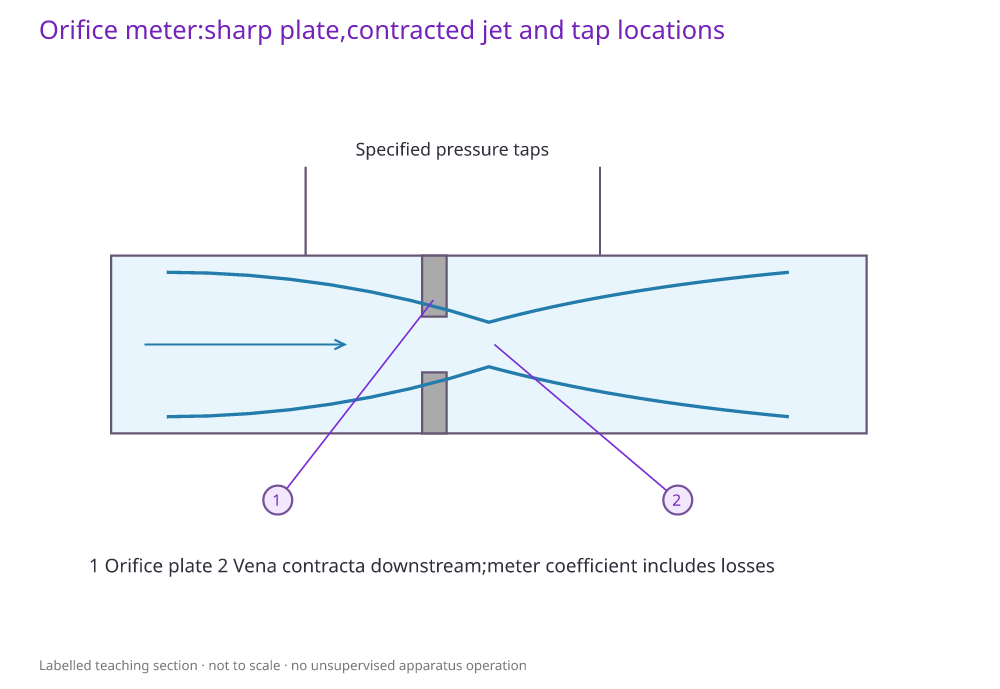 Orifice meter:sharp plate,contracted jet and tap locations
Specified pressure taps
1
2
1 Orifice plate 2 Vena contracta downstream;meter coefficient includes losses
Labelled teaching section · not to scale · no unsupervised apparatus operation